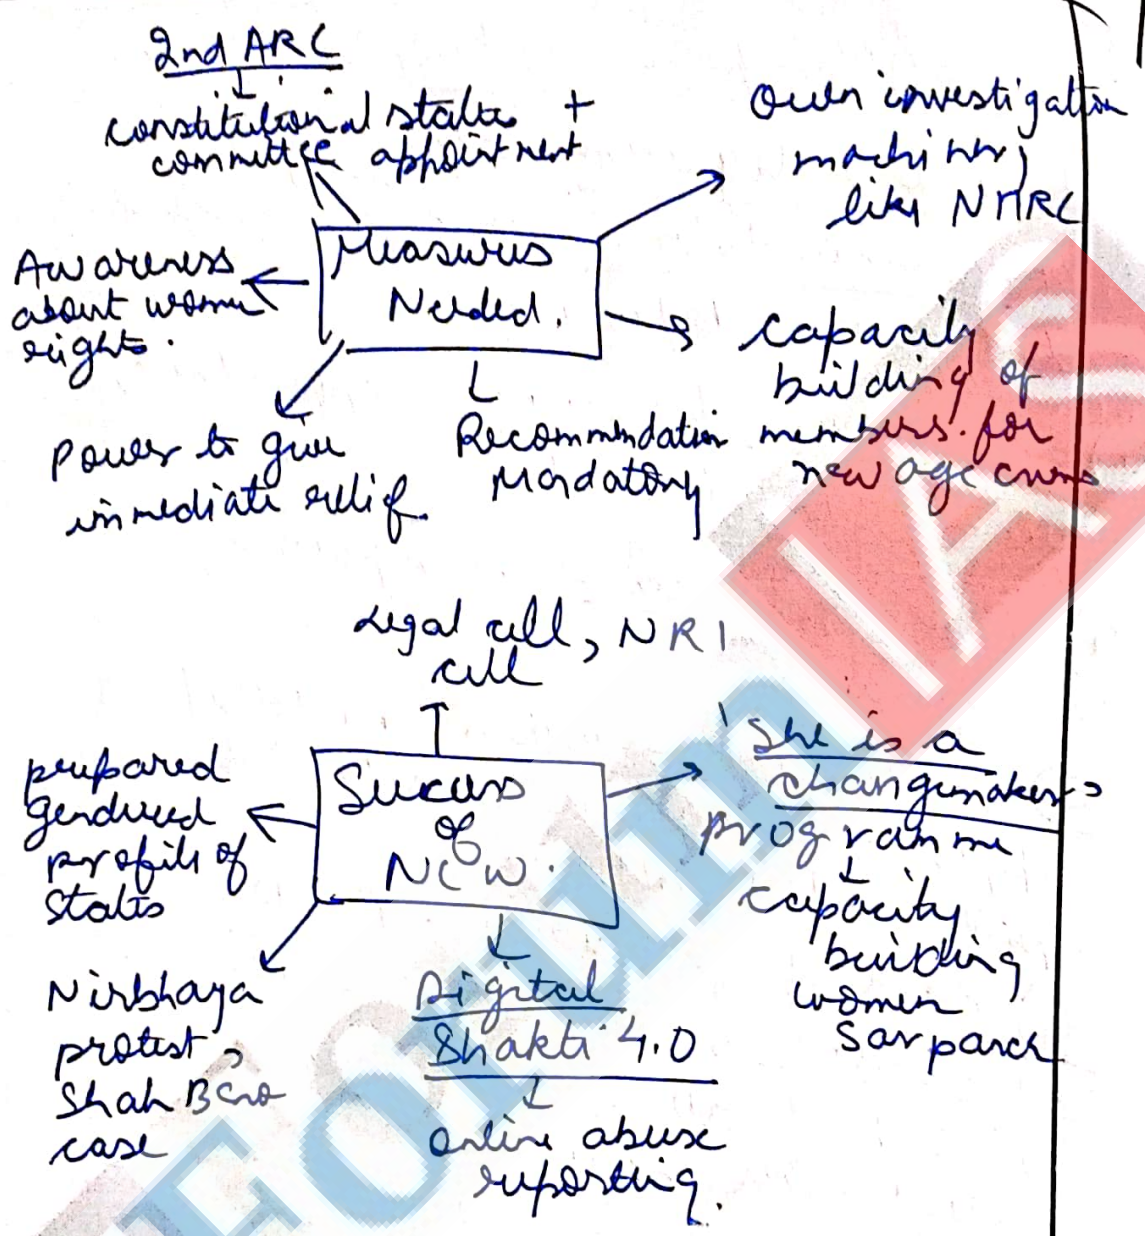 2nd ARC
constitutional status +
committee appointment
Own investigation
machinery
like NHRC
Measures
Needed.
Awareness
about women
rights.
capacity
building of
members for
new age crimes
Power to give
immediate relief.
Recommendation
Mandatory
Legal cell, NRI
cell
Success
of
NCW.
'She is a
changemaker'
programme
capacity
building
women
Sarpanch
prepared
gendered
profile of
States
Nirbhaya
protest,
Shah Bano
case
Digital
Shakti 4.0
online abuse
reporting.
Forum IAS